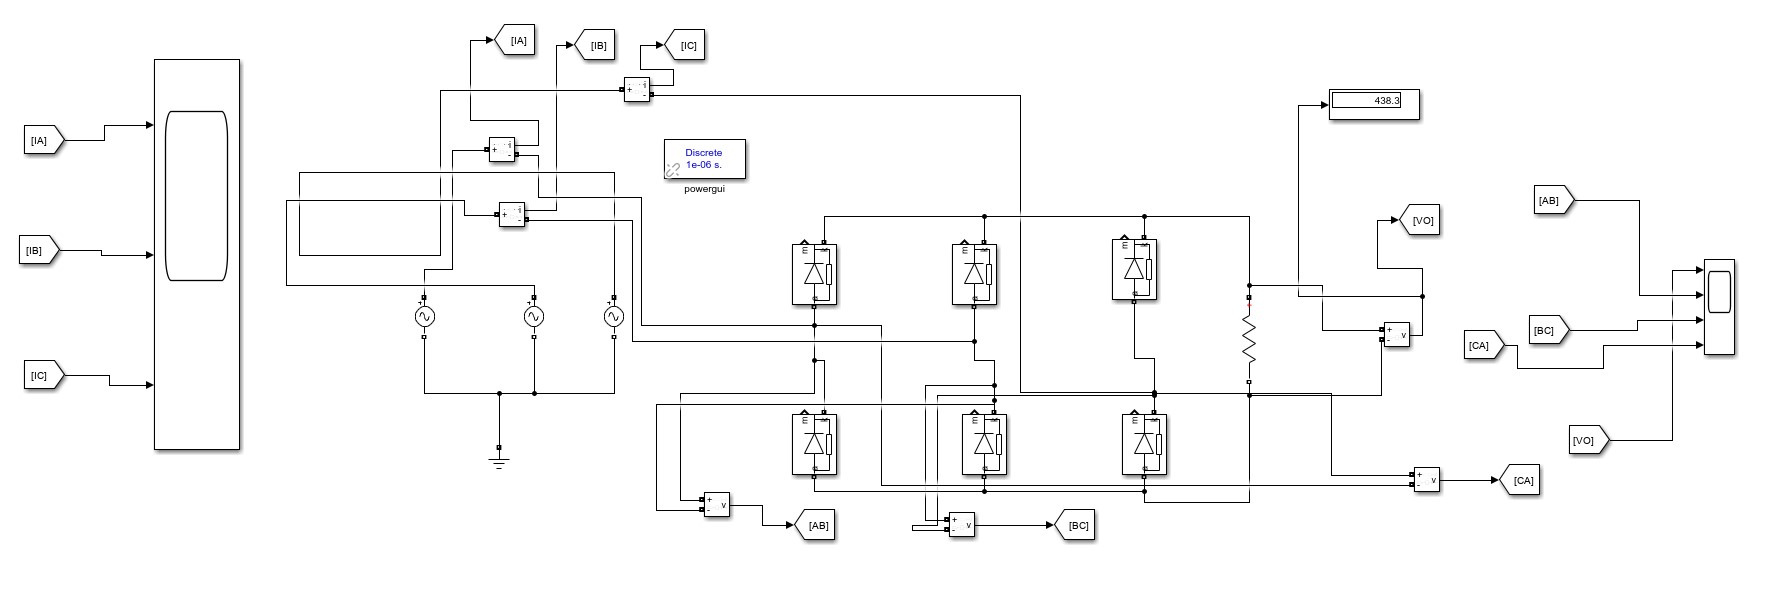 [IA]
[IB]
[IC]
[IA]
[IB]
[IC]
i
+
-
i
+
-
i
+
-
Discrete
1e-06 s.
powergui
438.3
[VO]
[AB]
[BC]
[CA]
[VO]
+
-
v
m
m
m
m
m
m
+
-
v
[CA]
+
-
v
[AB]
+
-
v
[BC]